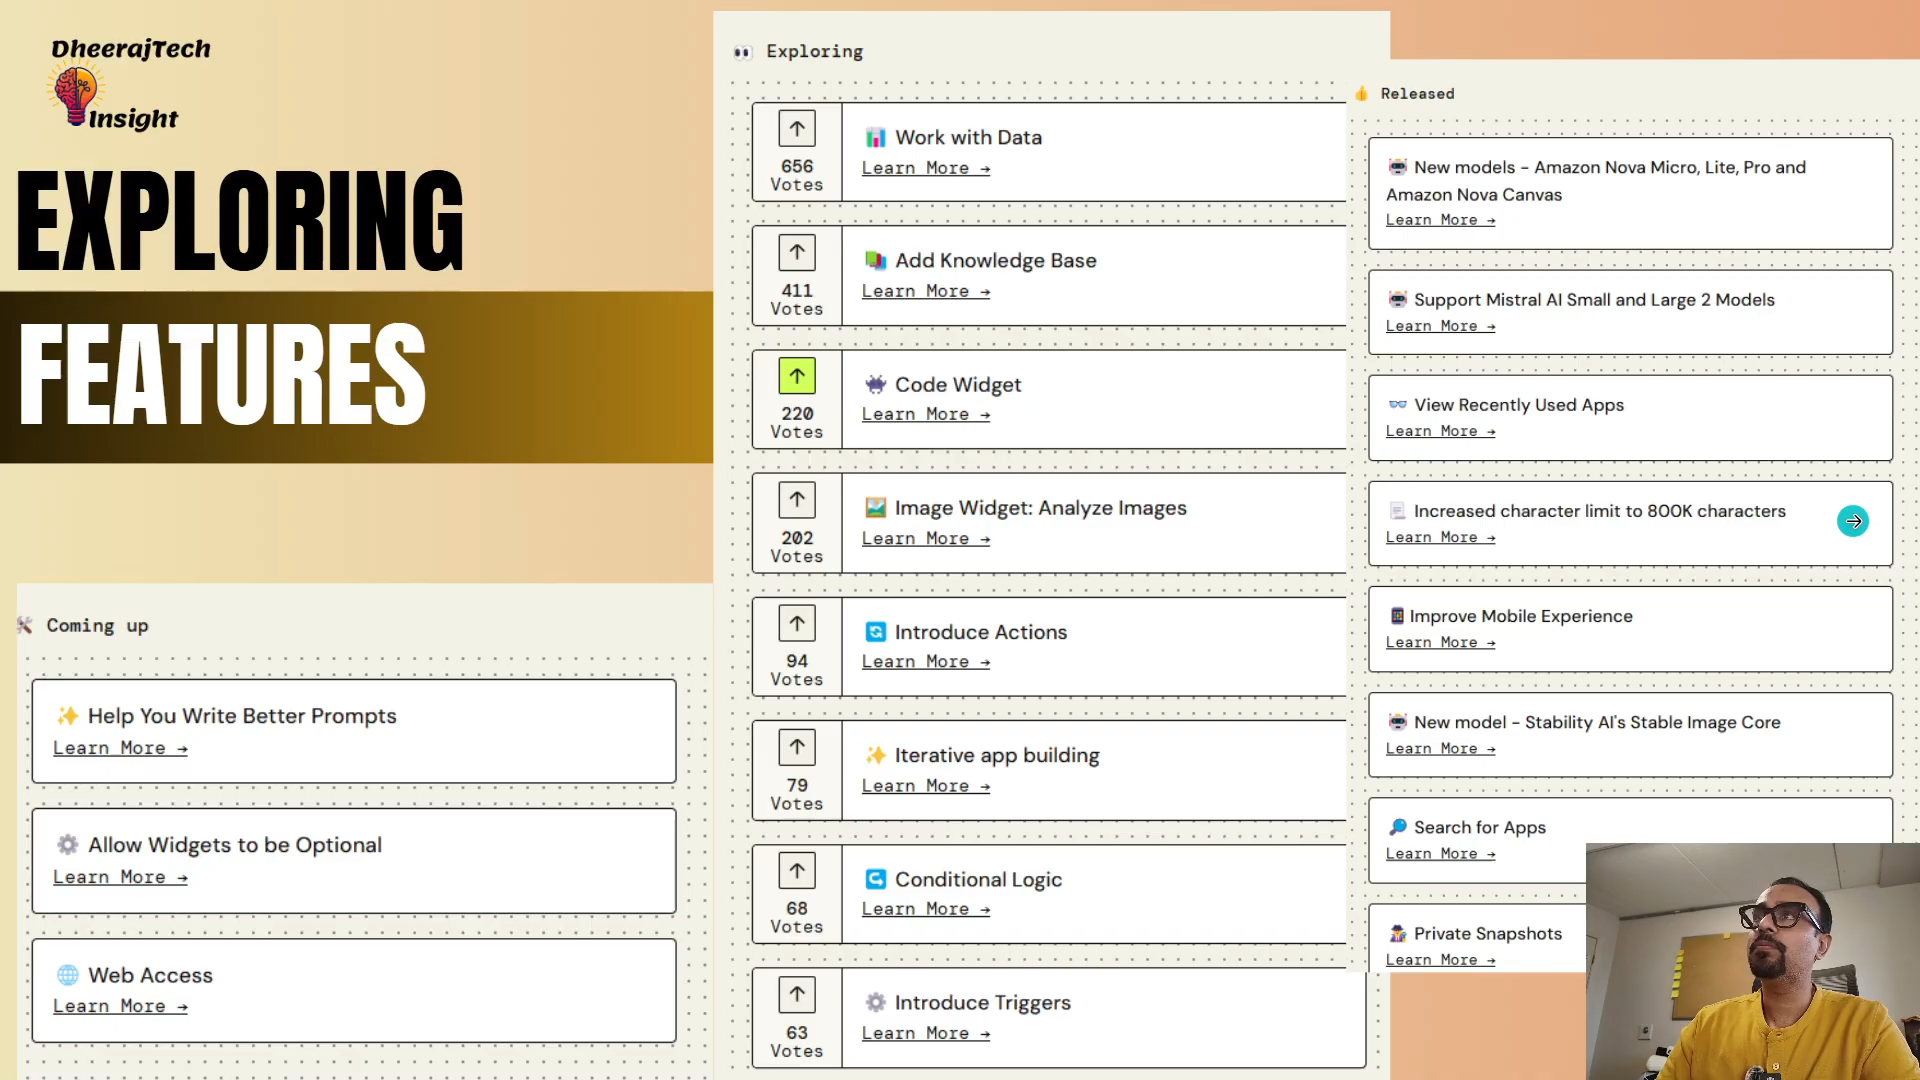 DheerajTech
Insight
EXPLORING
FEATURES
Coming up
Help You Write Better Prompts
Learn More →
Allow Widgets to be Optional
Learn More →
Web Access
Learn More →
Exploring
656
Votes
Work with Data
Learn More →
411
Votes
Add Knowledge Base
Learn More →
220
Votes
Code Widget
Learn More →
202
Votes
Image Widget: Analyze Images
Learn More →
94
Votes
Introduce Actions
Learn More →
79
Votes
Iterative app building
Learn More →
68
Votes
Conditional Logic
Learn More →
63
Votes
Introduce Triggers
Learn More →
Released
New models - Amazon Nova Micro, Lite, Pro and
Amazon Nova Canvas
Learn More →
Support Mistral AI Small and Large 2 Models
Learn More →
View Recently Used Apps
Learn More →
Increased character limit to 800K characters
Learn More →
Improve Mobile Experience
Learn More →
New model - Stability AI's Stable Image Core
Learn More →
Search for Apps
Learn More →
Private Snapshots
Learn More →